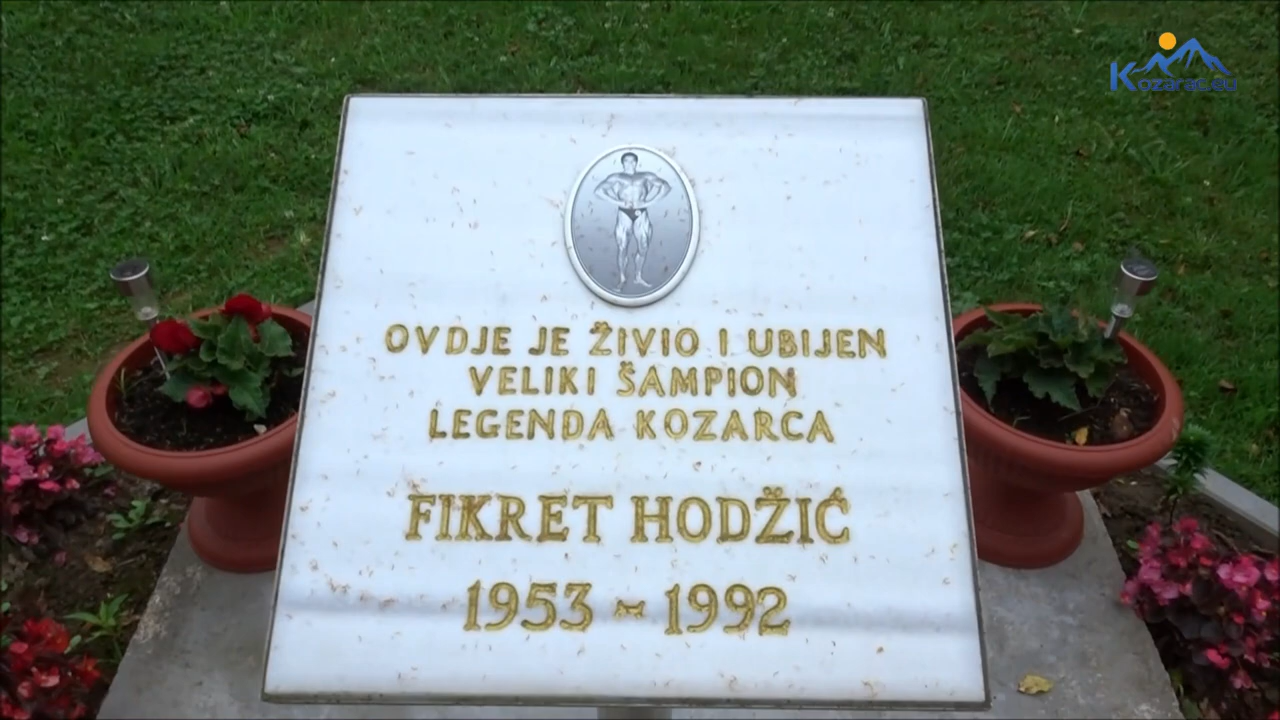 Kozarac.eu
OVDJE JE ŽIVIO I UBIJEN
VELIKI ŠAMPION
LEGENDA KOZARCA
FIKRET HODŽIĆ
1953 - 1992